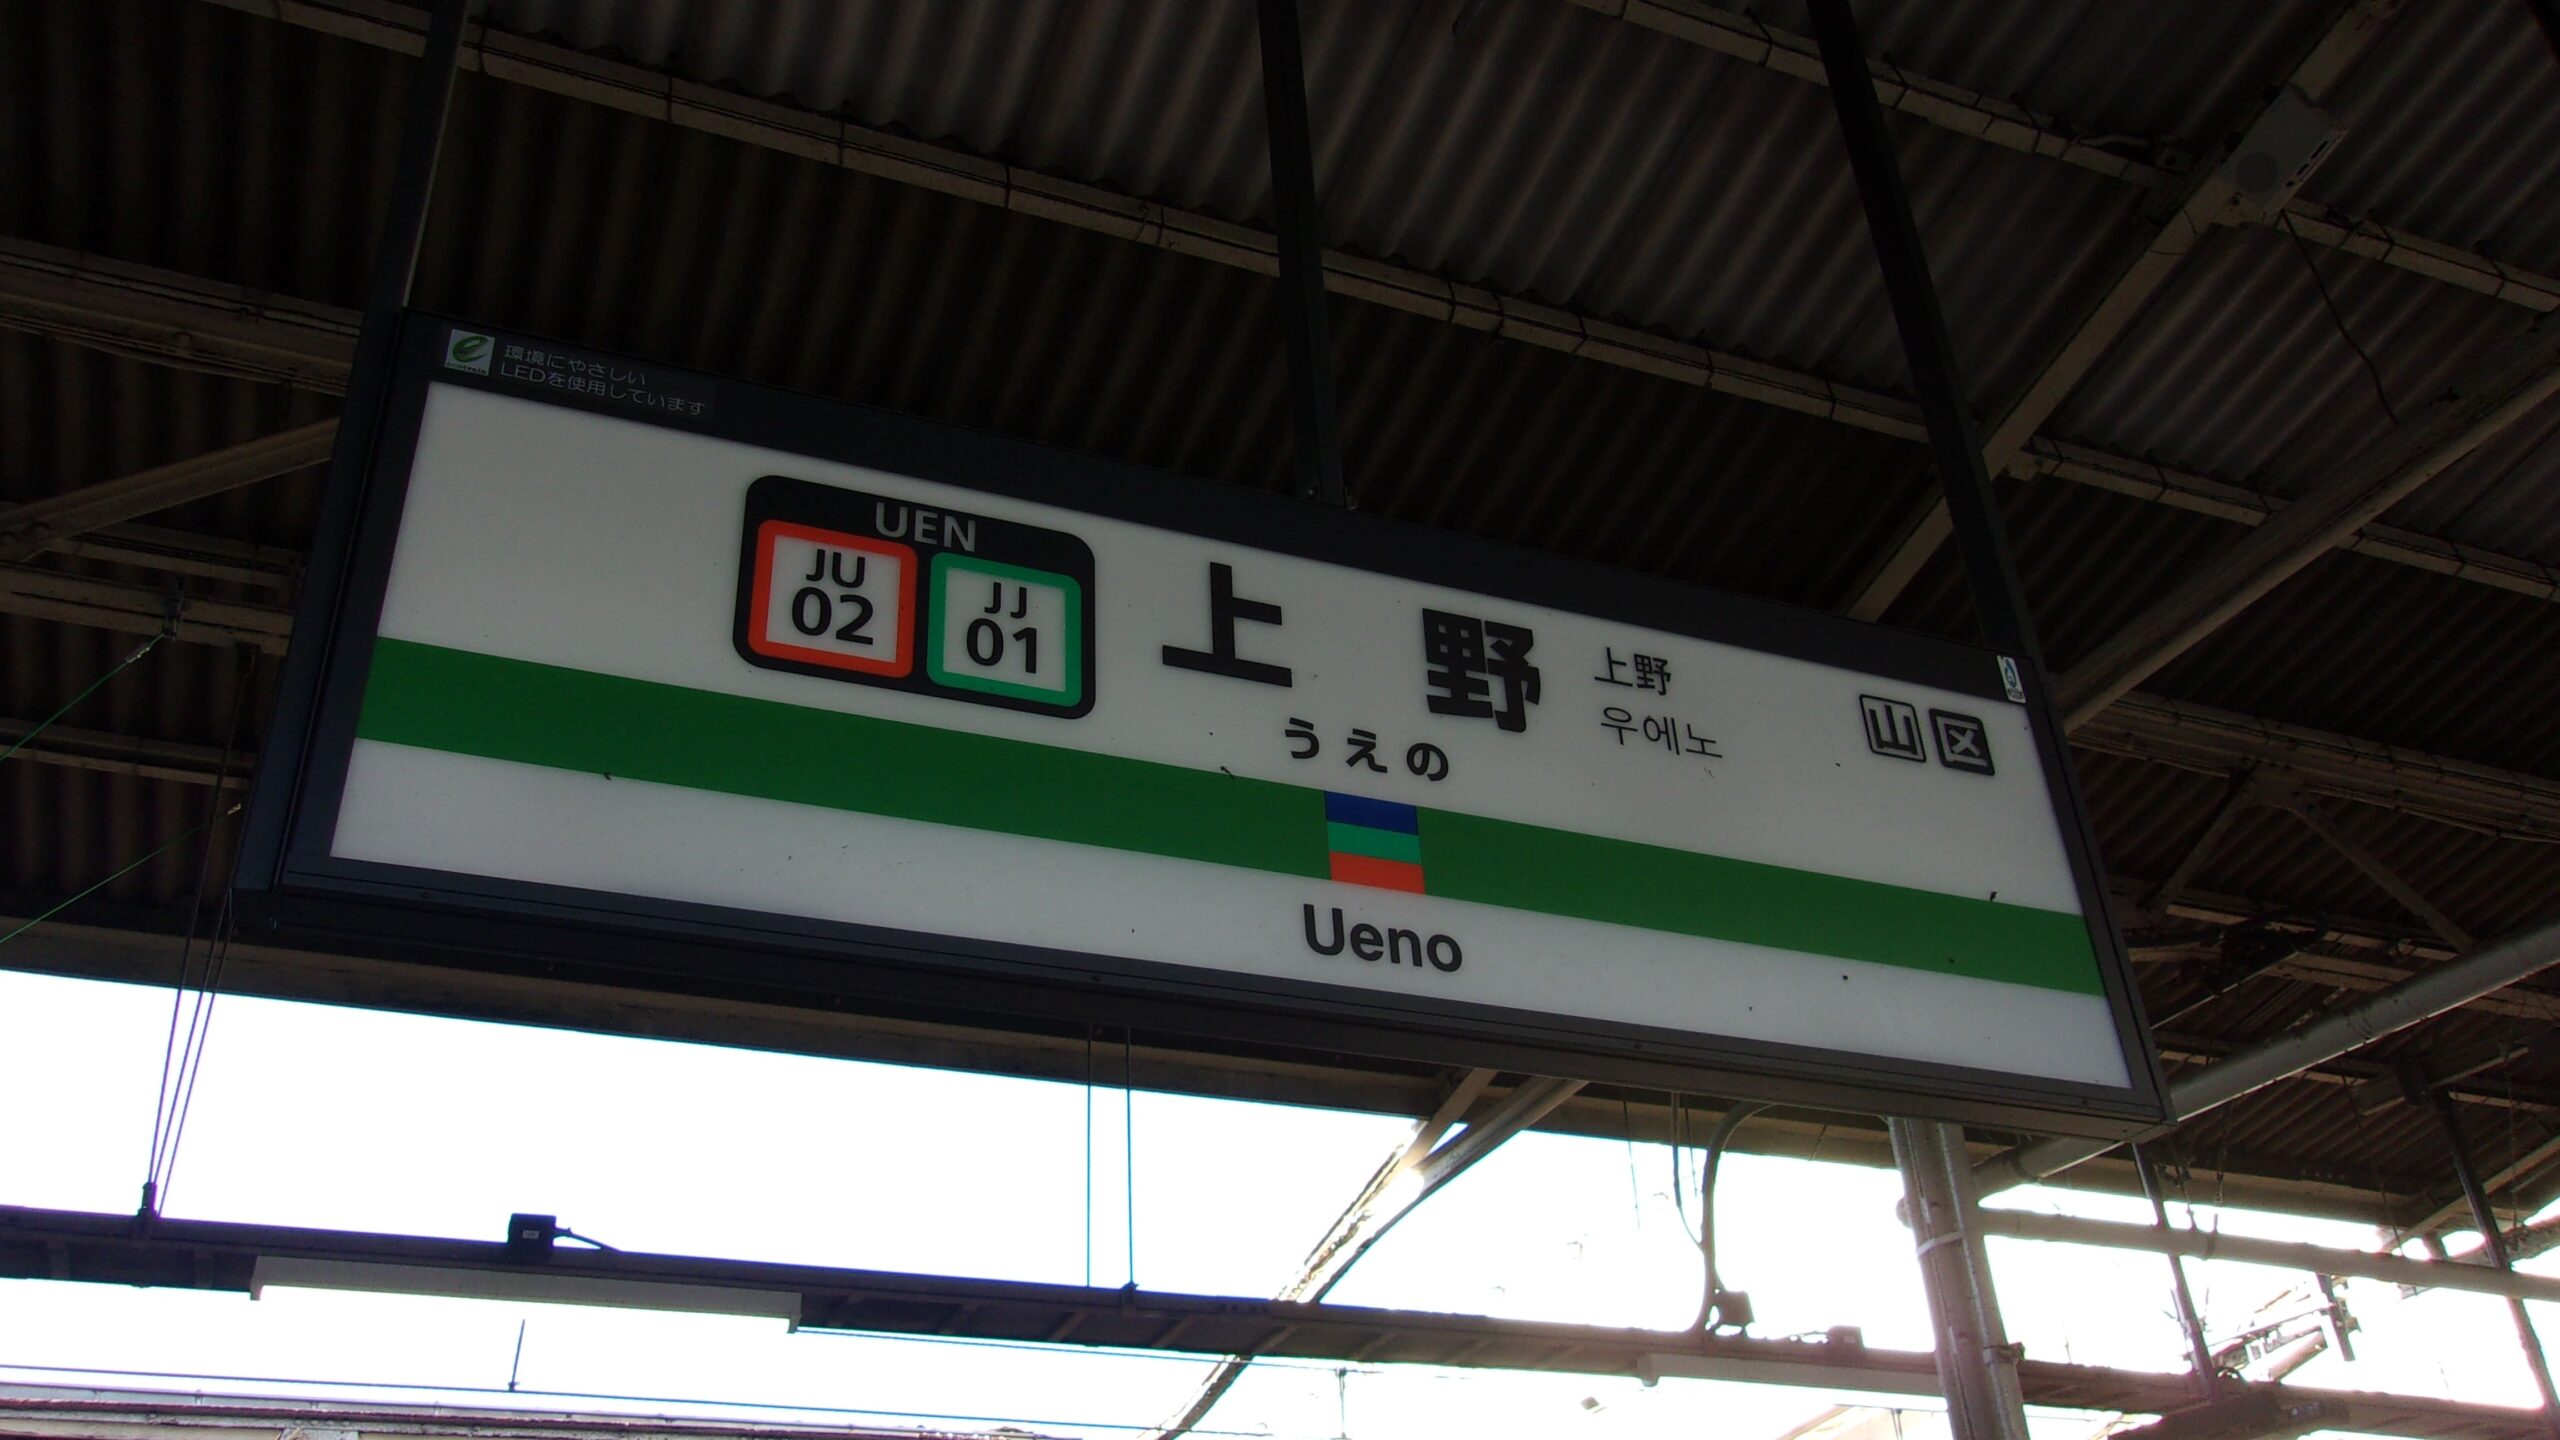 環境にやさしい
LEDを使用しています
UEN
JU
02
JJ
01
上野
うえの
上野
우에노
山区
Ueno